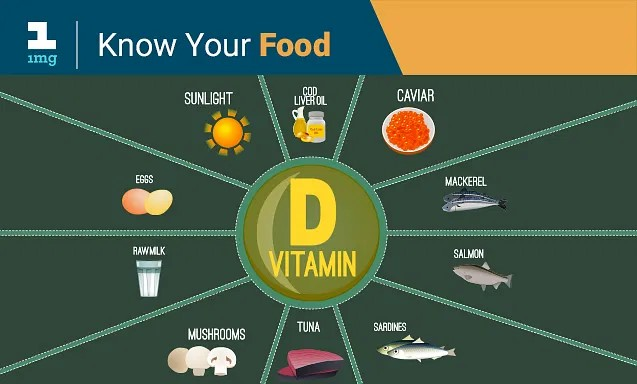 1
1mg
Know Your Food
SUNLIGHT
COD
LIVER OIL
CAVIAR
EGGS
MACKEREL
D
VITAMIN
RAWMILK
SALMON
MUSHROOMS
TUNA
SARDINES